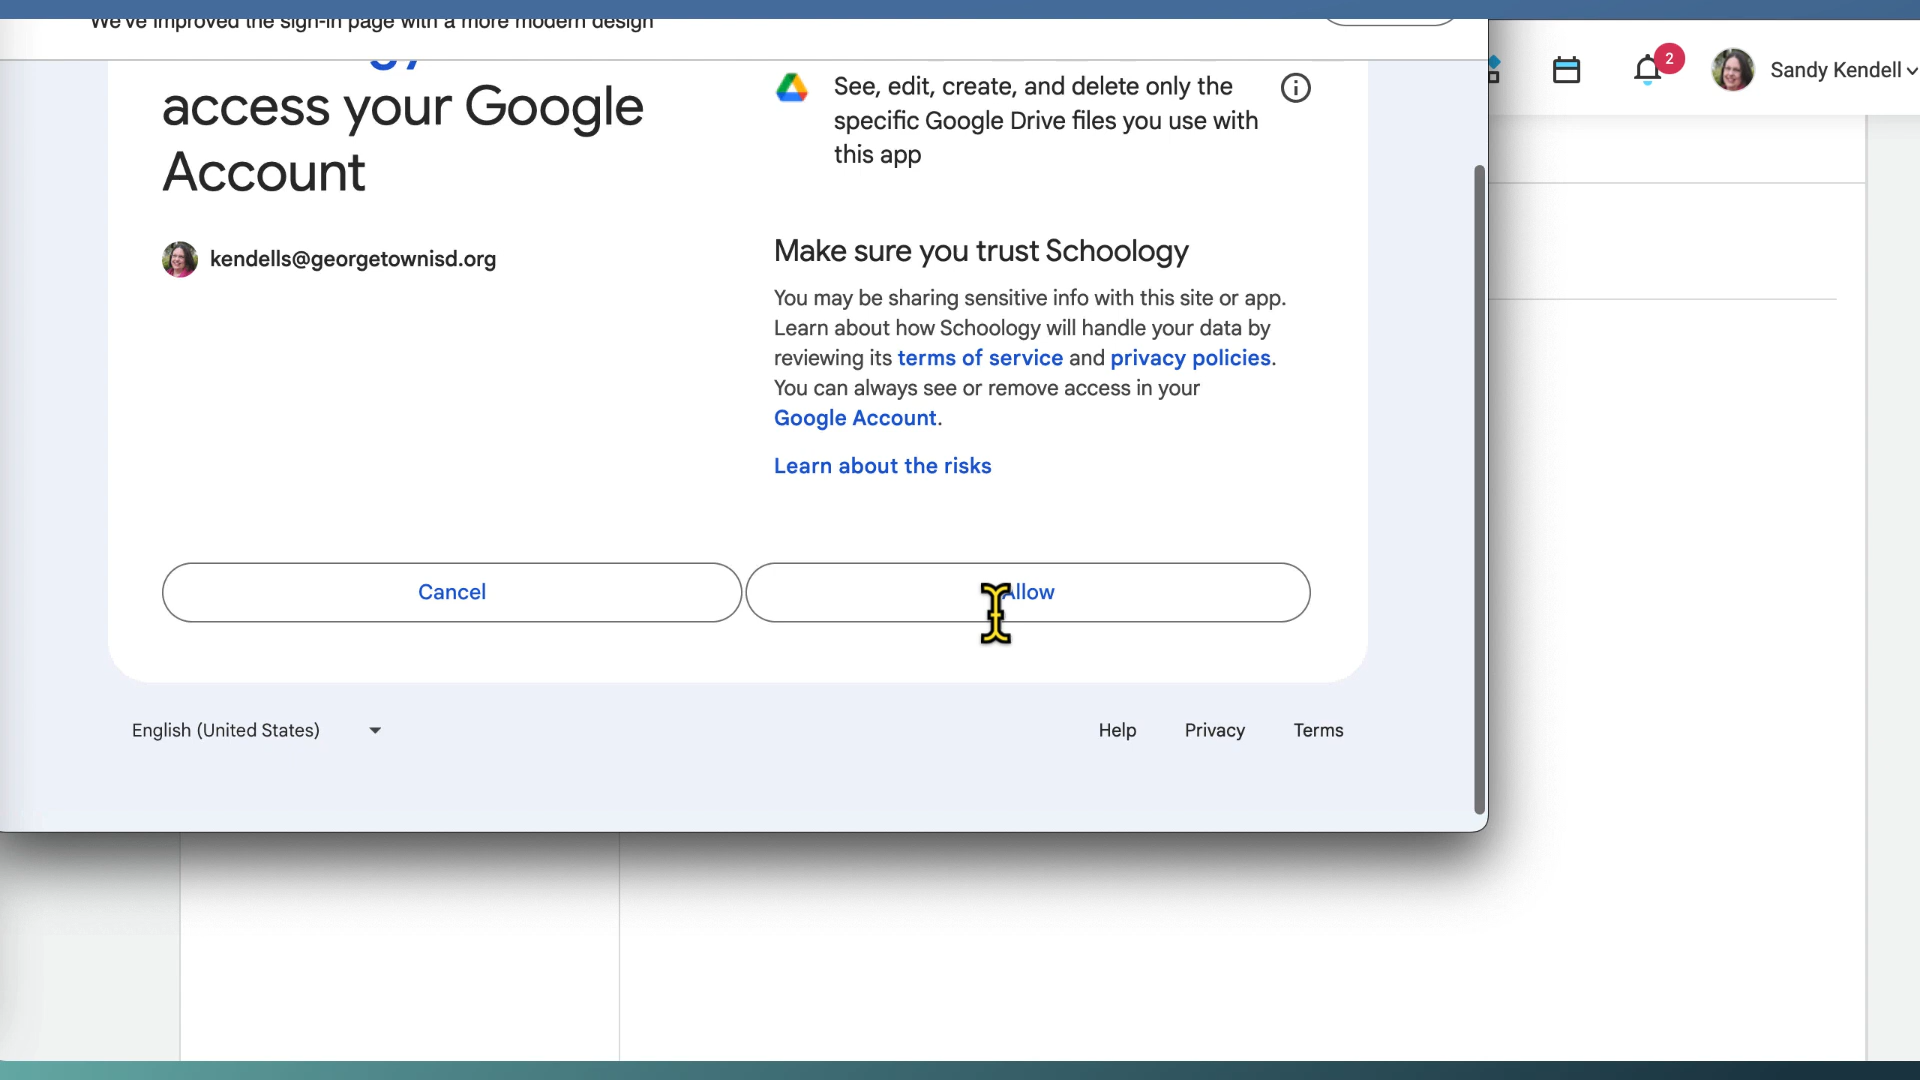 We've improved the sign-in page with a more modern design
access your Google
Account
kendells@georgetownisd.org
See, edit, create, and delete only the
specific Google Drive files you use with
this app
Make sure you trust Schoology
You may be sharing sensitive info with this site or app.
Learn about how Schoology will handle your data by
reviewing its terms of service and privacy policies.
You can always see or remove access in your
Google Account.
Learn about the risks
Cancel
Allow
English (United States)
Help
Privacy
Terms
2
Sandy Kendell